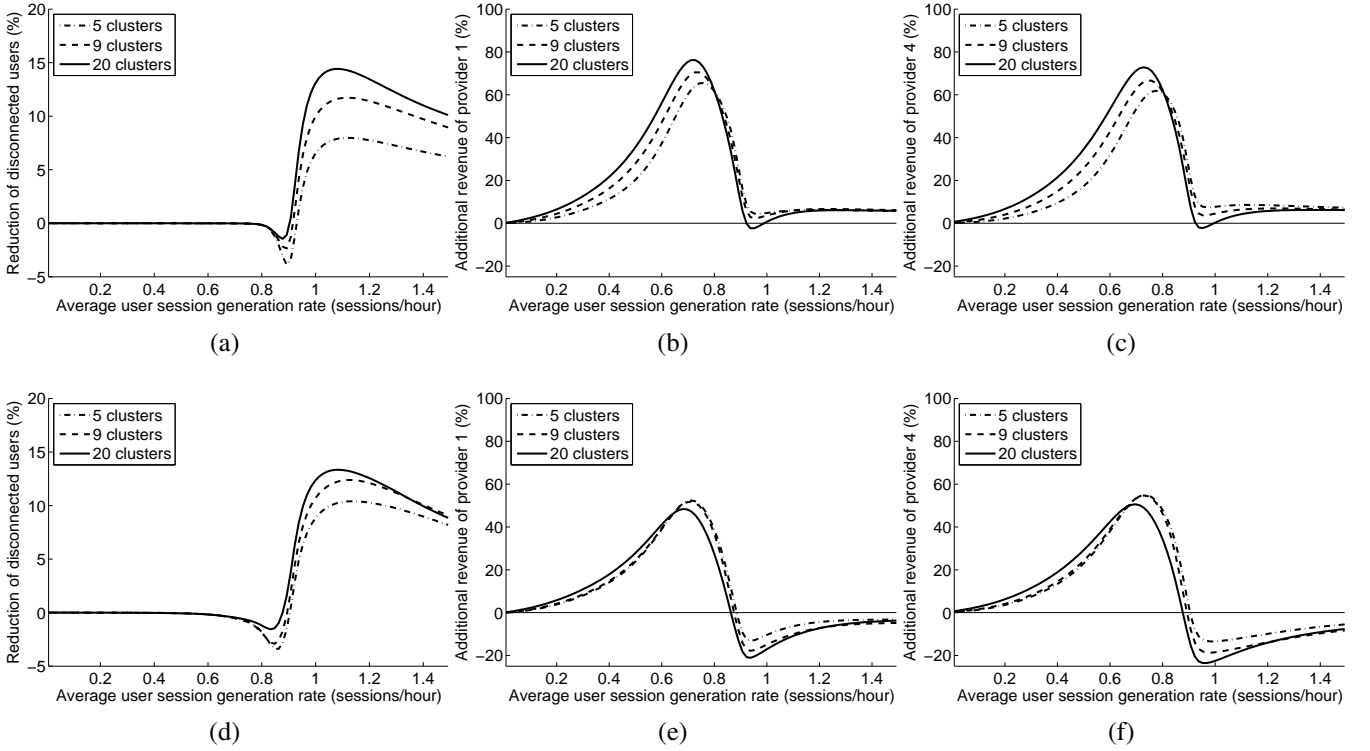 Reduction of disconnected users (%)
20
15
10
5
0
−5
0.2 0.4 0.6 0.8 1 1.2 1.4
Average user session generation rate (sessions/hour)
5 clusters
9 clusters
20 clusters
(a)
Additional revenue of provider 1 (%)
100
80
60
40
20
0
−20
0.2 0.4 0.6 0.8 1 1.2 1.4
Average user session generation rate (sessions/hour)
5 clusters
9 clusters
20 clusters
(b)
Additional revenue of provider 4 (%)
100
80
60
40
20
0
−20
0.2 0.4 0.6 0.8 1 1.2 1.4
Average user session generation rate (sessions/hour)
5 clusters
9 clusters
20 clusters
(c)
Reduction of disconnected users (%)
20
15
10
5
0
−5
0.2 0.4 0.6 0.8 1 1.2 1.4
Average user session generation rate (sessions/hour)
5 clusters
9 clusters
20 clusters
(d)
Additional revenue of provider 1 (%)
100
80
60
40
20
0
−20
0.2 0.4 0.6 0.8 1 1.2 1.4
Average user session generation rate (sessions/hour)
5 clusters
9 clusters
20 clusters
(e)
Additional revenue of provider 4 (%)
100
80
60
40
20
0
−20
0.2 0.4 0.6 0.8 1 1.2 1.4
Average user session generation rate (sessions/hour)
5 clusters
9 clusters
20 clusters
(f)